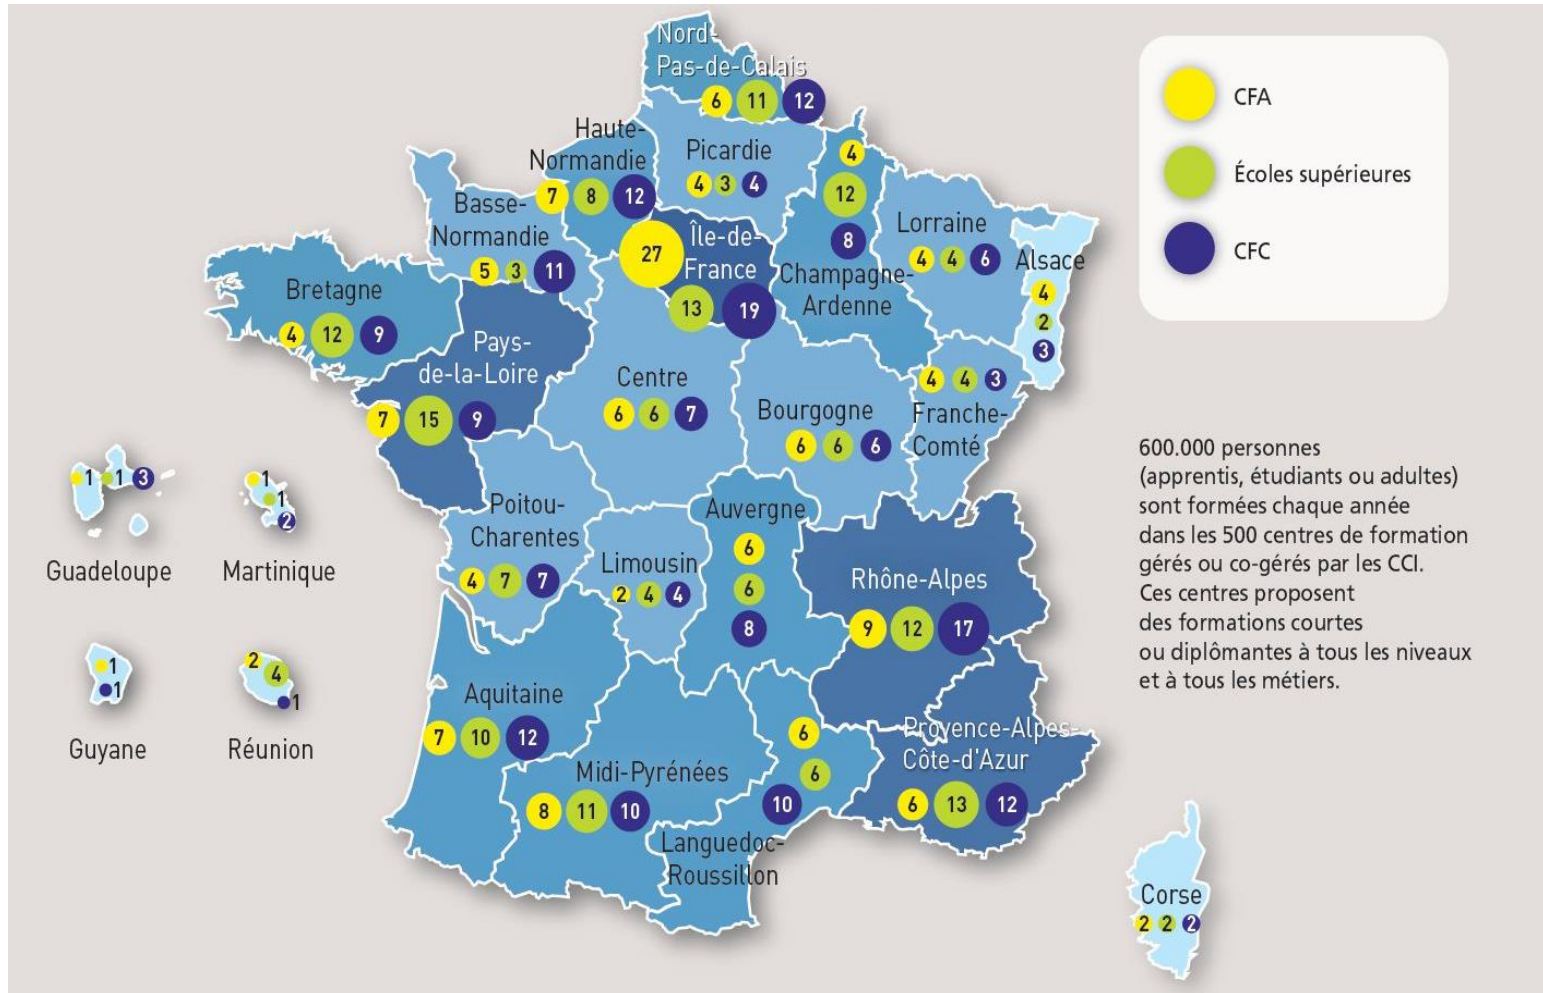 Nord-
Pas-de-Calais
6 11 12
Haute-
Normandie
7 8 12
Picardie
4 3 4
4
12
8
Champagne-
Ardenne
Lorraine
4 4 6
Alsace
4
2
3
Basse-
Normandie
5 3 11
27
Île-de-
France
13 19
Bretagne
4 12 9
Pays-
de-la-Loire
7 15 9
Centre
6 6 7
Bourgogne
6 6 6
4 4 3
Franche-
Comté
Poitou-
Charentes
4 7 7
Limousin
2 4 4
Auvergne
6
6
8
Rhône-Alpes
9 12 17
Aquitaine
7 10 12
Midi-Pyrénées
8 11 10
6
6
10
Languedoc-
Roussillon
Provence-Alpes-
Côte-d'Azur
6 13 12
Corse
2 2 2
1 1 3
Guadeloupe
1
1
2
Martinique
1
1
Guyane
2
4
1
Réunion
CFA
Écoles supérieures
CFC
600.000 personnes
(apprentis, étudiants ou adultes)
sont formées chaque année
dans les 500 centres de formation
gérés ou co-gérés par les CCI.
Ces centres proposent
des formations courtes
ou diplômantes à tous les niveaux
et à tous les métiers.